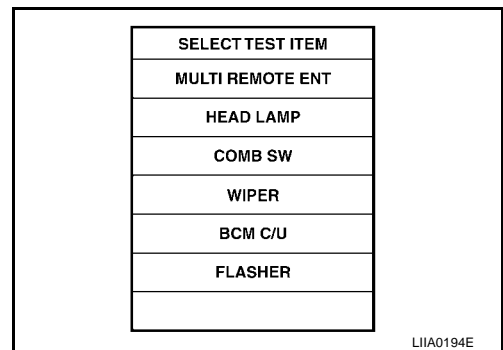 SELECT TEST ITEM
MULTI REMOTE ENT
HEAD LAMP
COMB SW
WIPER
BCM C/U
FLASHER
LIIA0194E